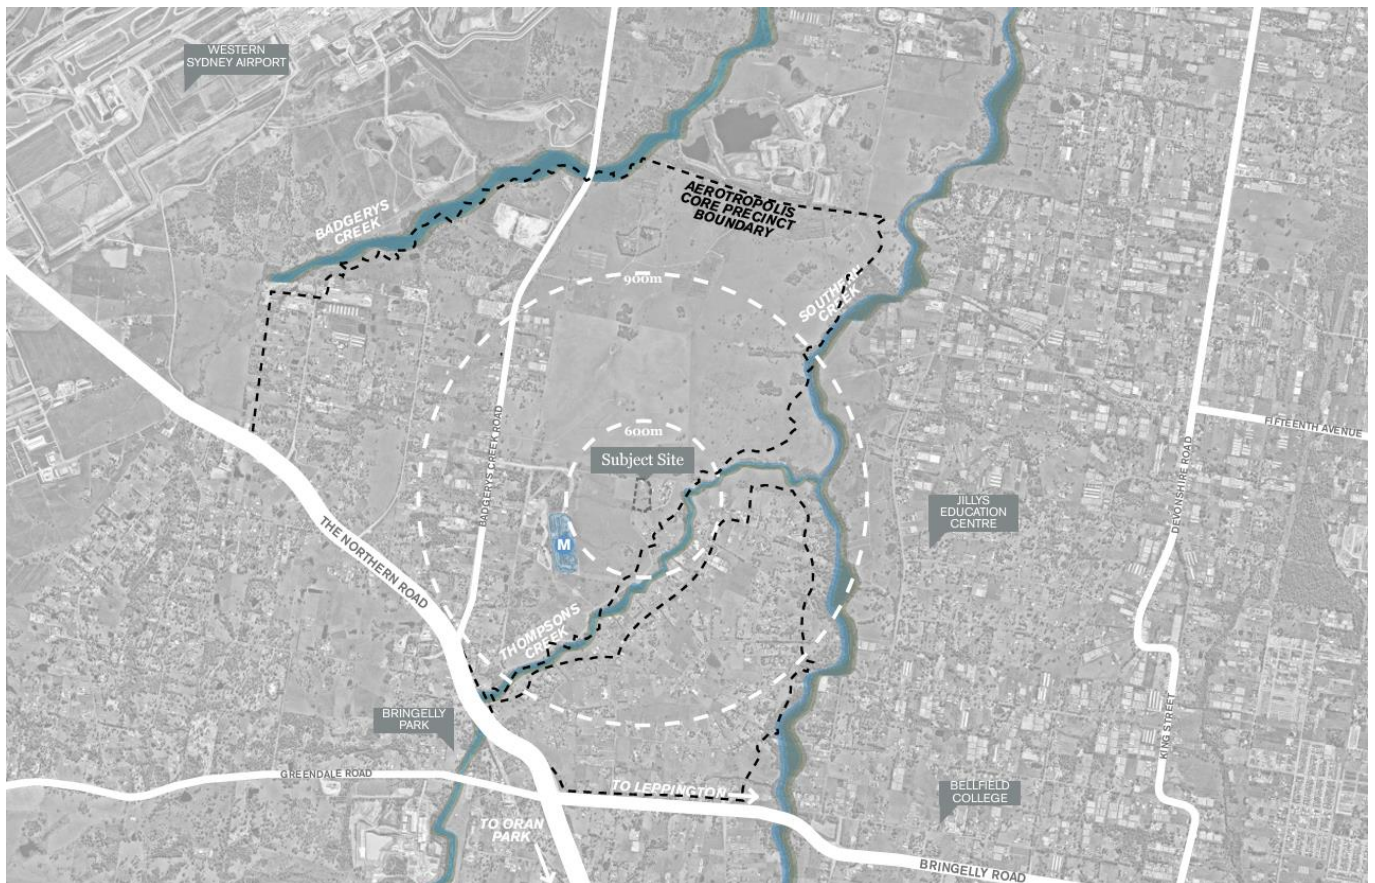 WESTERN
SYDNEY AIRPORT
BADGERYS
CREEK
AEROTROPOLIS
CORE PRECINCT
BOUNDARY
900m
SOUTHERN
CREEK
600m
Subject Site
BADGERYS CREEK ROAD
FIFTEENTH AVENUE
DEVONSHIRE ROAD
JILLYS
EDUCATION
CENTRE
M
THE NORTHERN ROAD
THOMPSONS
CREEK
BRINGELLY
PARK
KING STREET
GREENDALE ROAD
TO LEPPINGTON
BELLFIELD
COLLEGE
TO ORAN
PARK
BRINGELLY ROAD